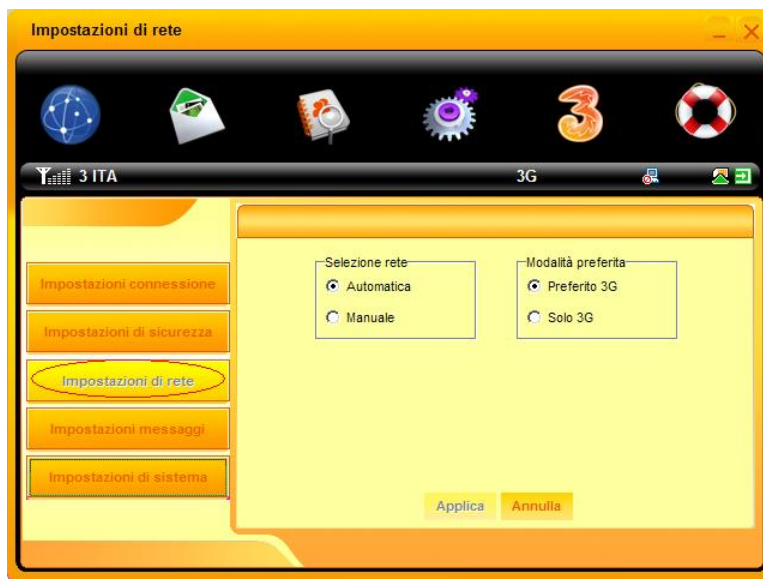 Impostazioni di rete
3 ITA
3G
Impostazioni connessione
Impostazioni di sicurezza
Impostazioni di rete
Impostazioni messaggi
Impostazioni di sistema
Selezione rete
Automatica
Manuale
Modalità preferita
Preferito 3G
Solo 3G
Applica Annulla